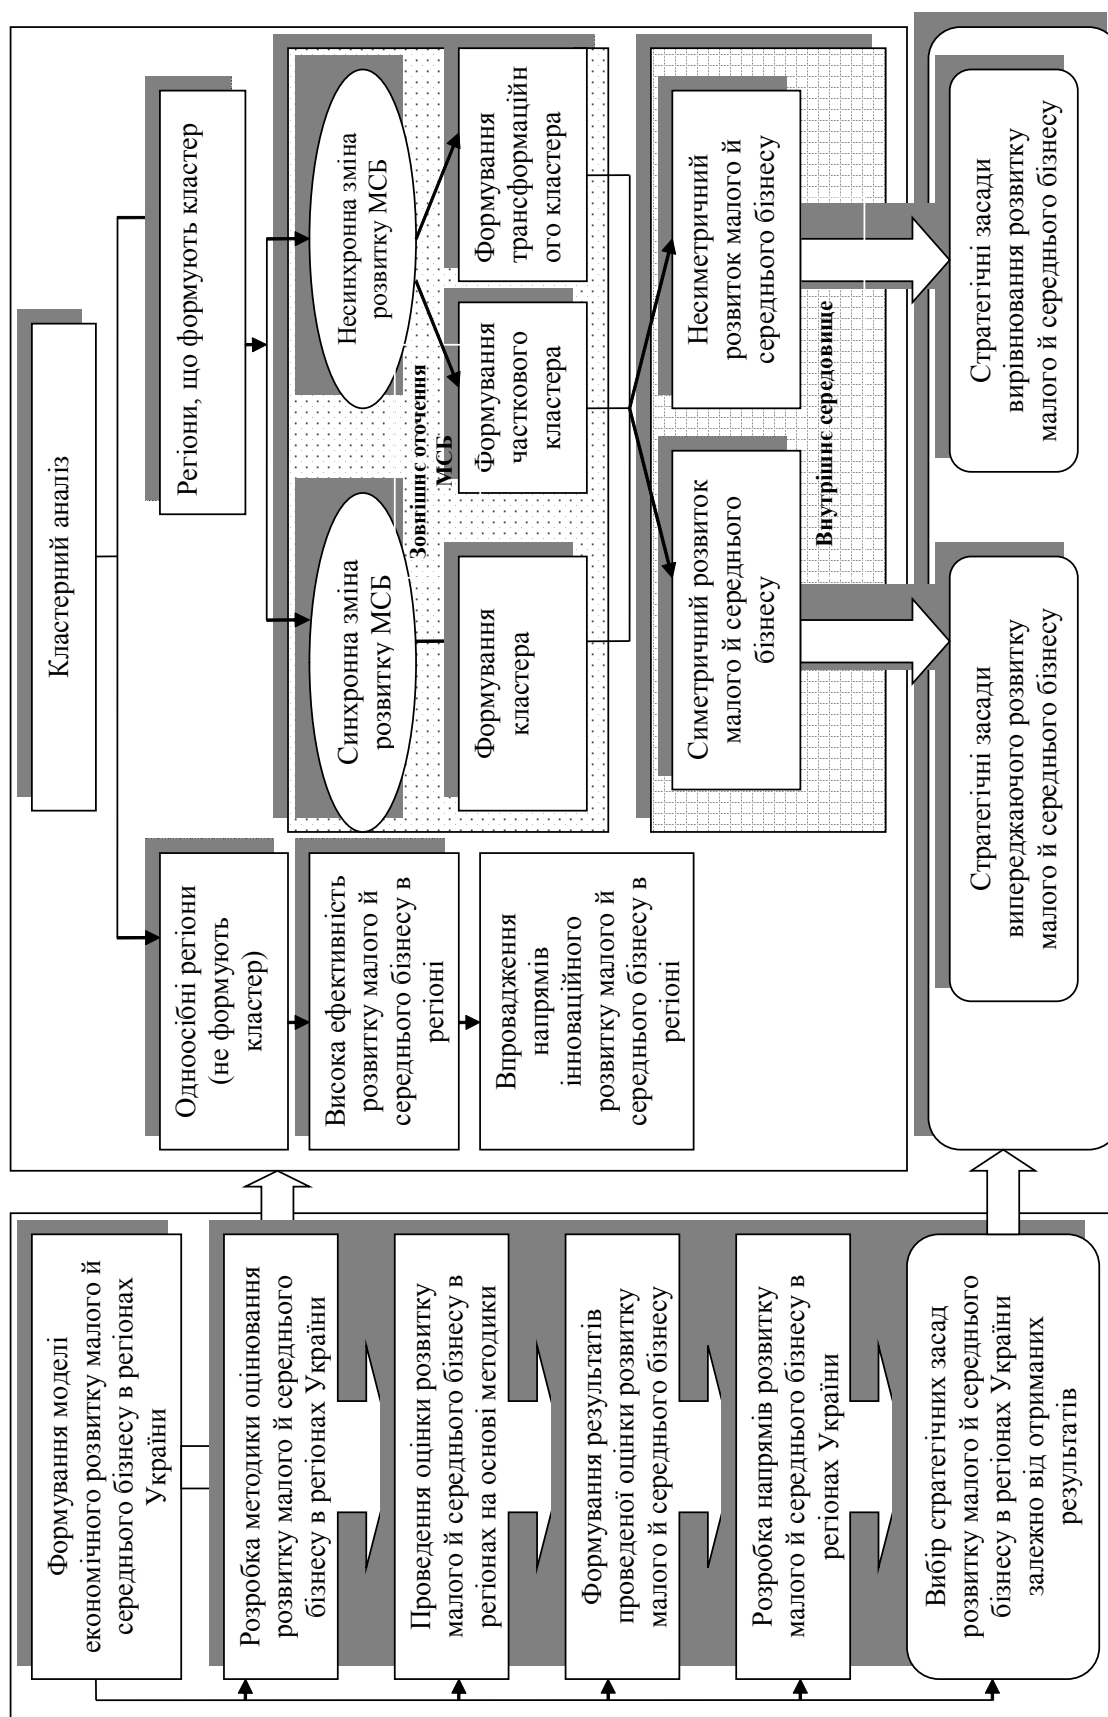 Формування моделі
економічного розвитку малого й
середнього бізнесу в регіонах
України
Розробка методики оцінювання
розвитку малого й середнього
бізнесу в регіонах України
Проведення оцінки розвитку
малого й середнього бізнесу в
регіонах на основі методики
Формування результатів
проведеної оцінки розвитку
малого й середнього бізнесу
Розробка напрямів розвитку
малого й середнього бізнесу в
регіонах України
Вибір стратегічних засад
розвитку малого й середнього
бізнесу в регіонах України
залежно від отриманих
результатів
Кластерний аналіз
Одноосібні регіони
(не формують
кластер)
Висока ефективність
розвитку малого й
середнього бізнесу в
регіоні
Впровадження
напрямів
інноваційного
розвитку малого й
середнього бізнесу в
регіоні
Регіони, що формують кластер
Синхронна зміна
розвитку МСБ
Несинхронна зміна
розвитку МСБ
Зовнішнє оточення
МСБ
Формування
кластера
Формування
часткового
кластера
Формування
трансформаційн
ого кластера
Симетричний розвиток
малого й середнього
бізнесу
Несиметричний
розвиток малого й
середнього бізнесу
Внутрішнє середовище
Стратегічні засади
випереджаючого розвитку
малого й середнього бізнесу
Стратегічні засади
вирівнювання розвитку
малого й середнього бізнесу